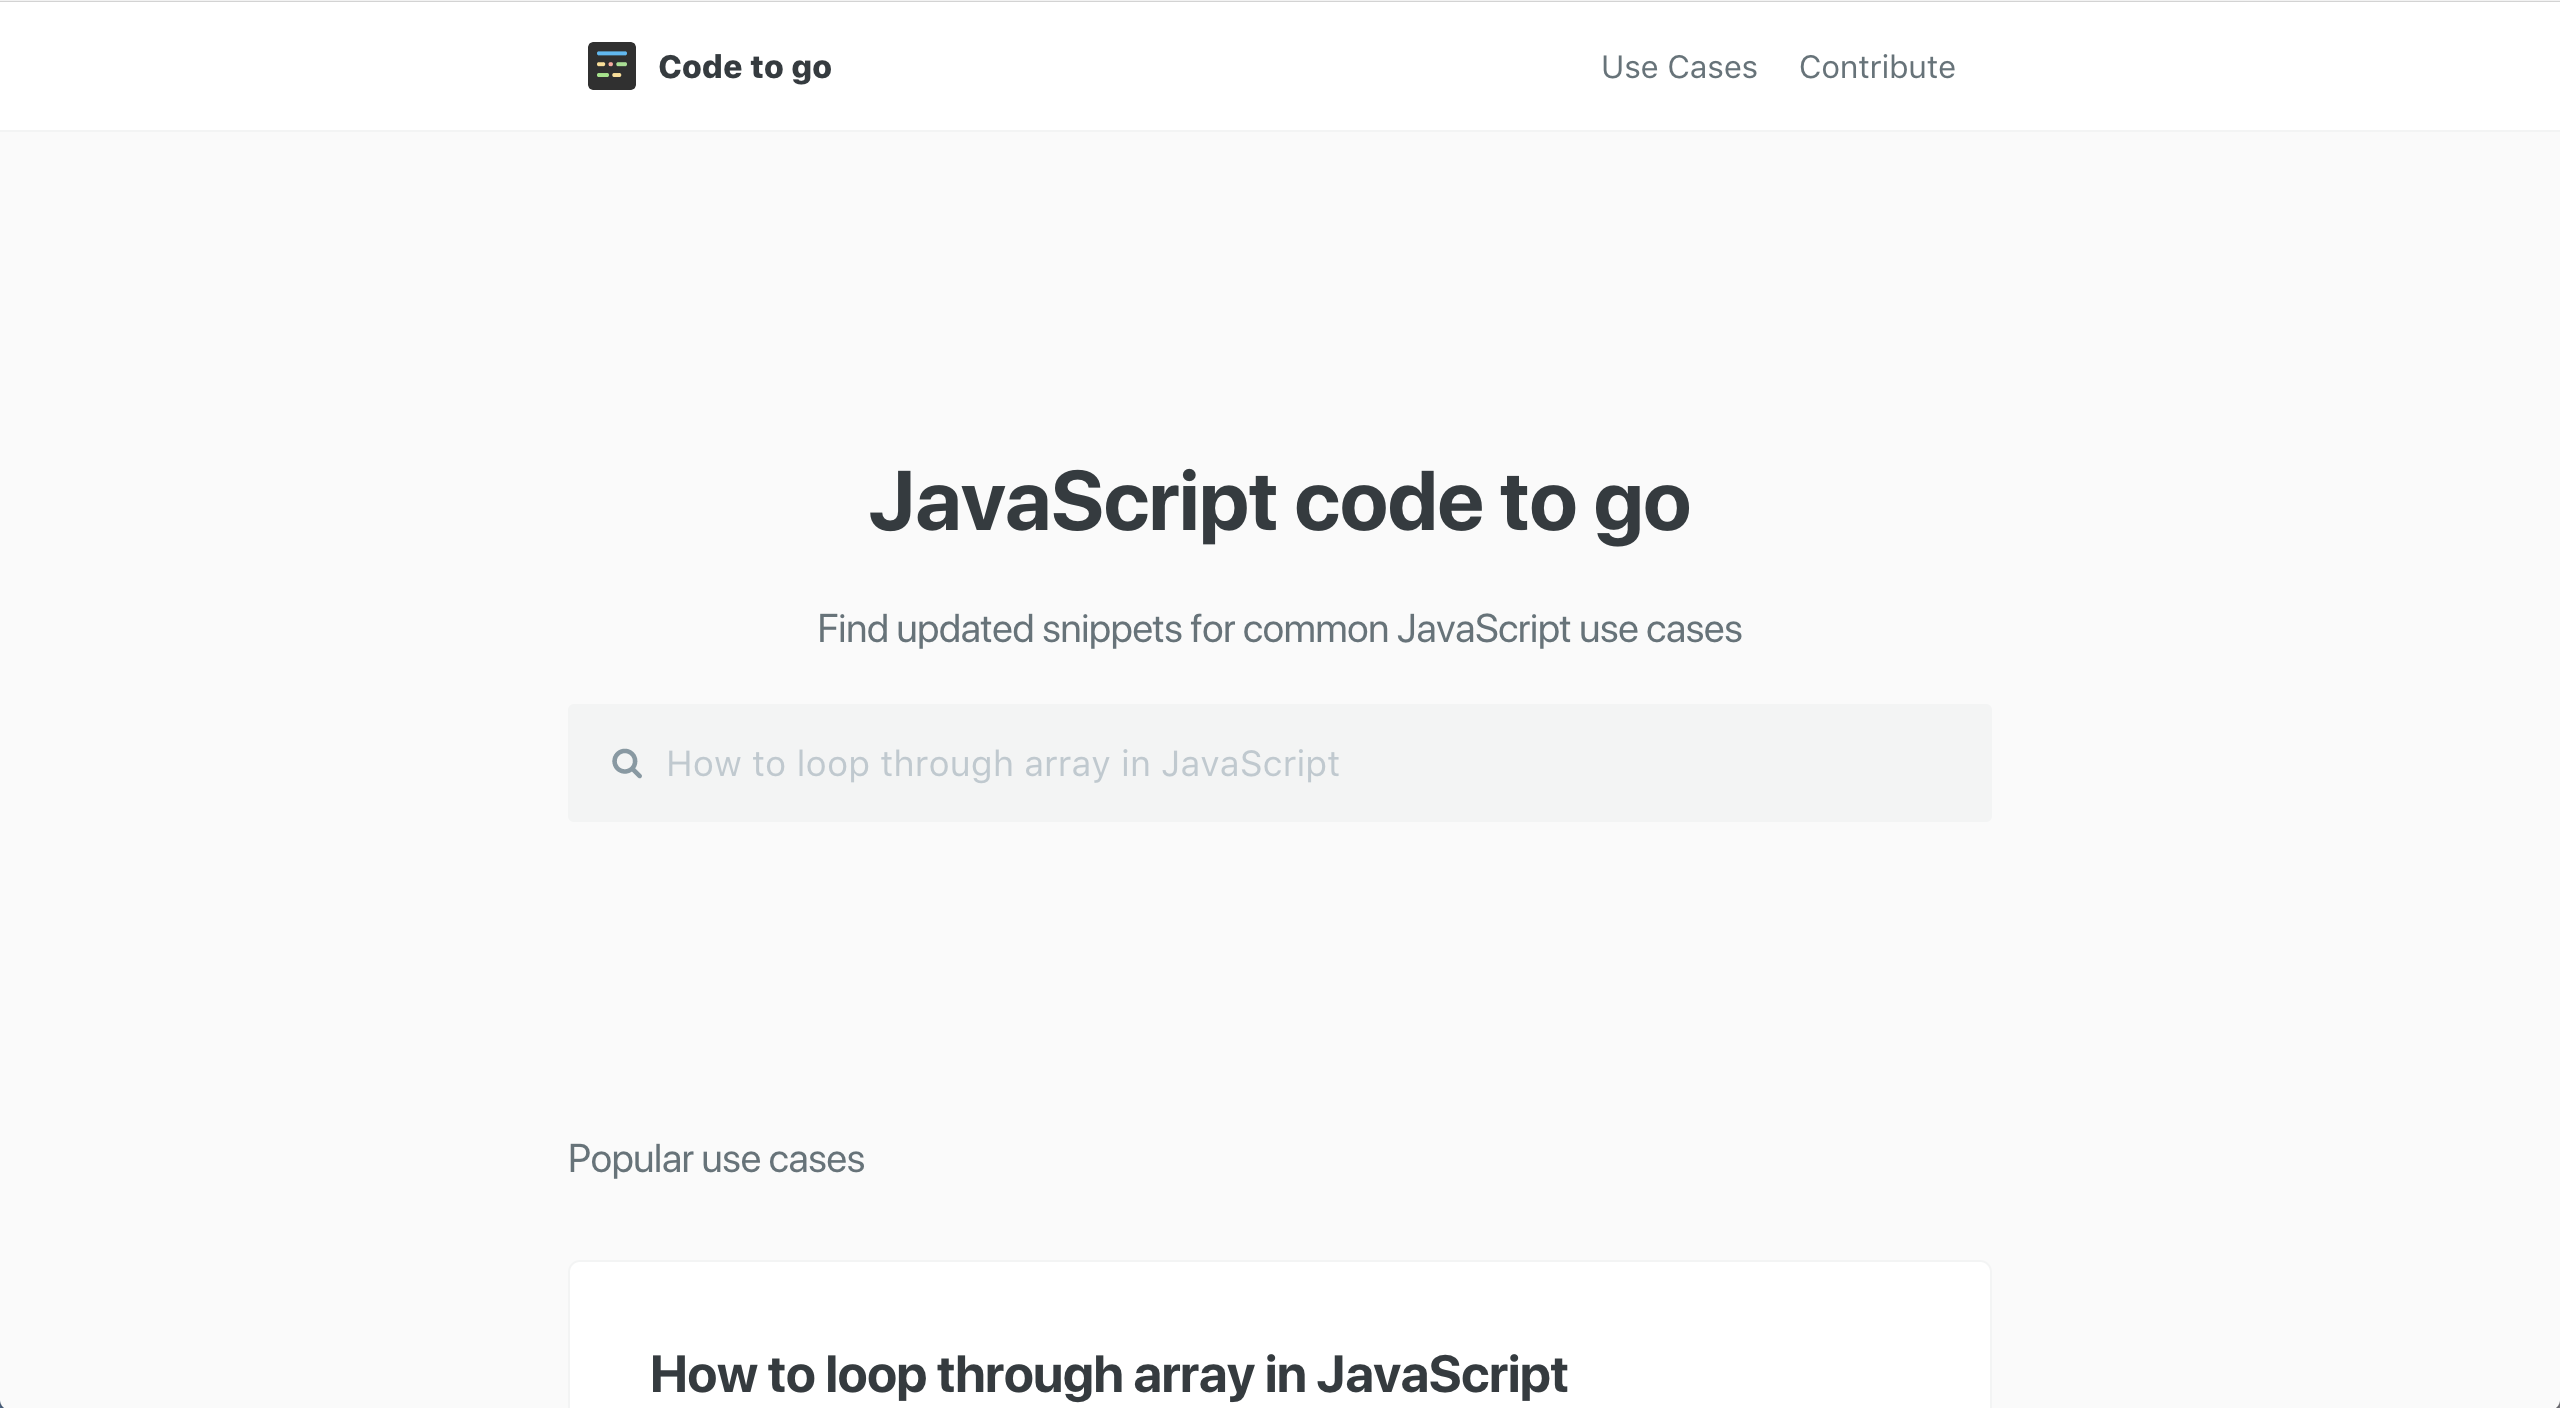 Code to go
Use Cases
Contribute
JavaScript code to go
Find updated snippets for common JavaScript use cases
How to loop through array in JavaScript
Popular use cases
How to loop through array in JavaScript